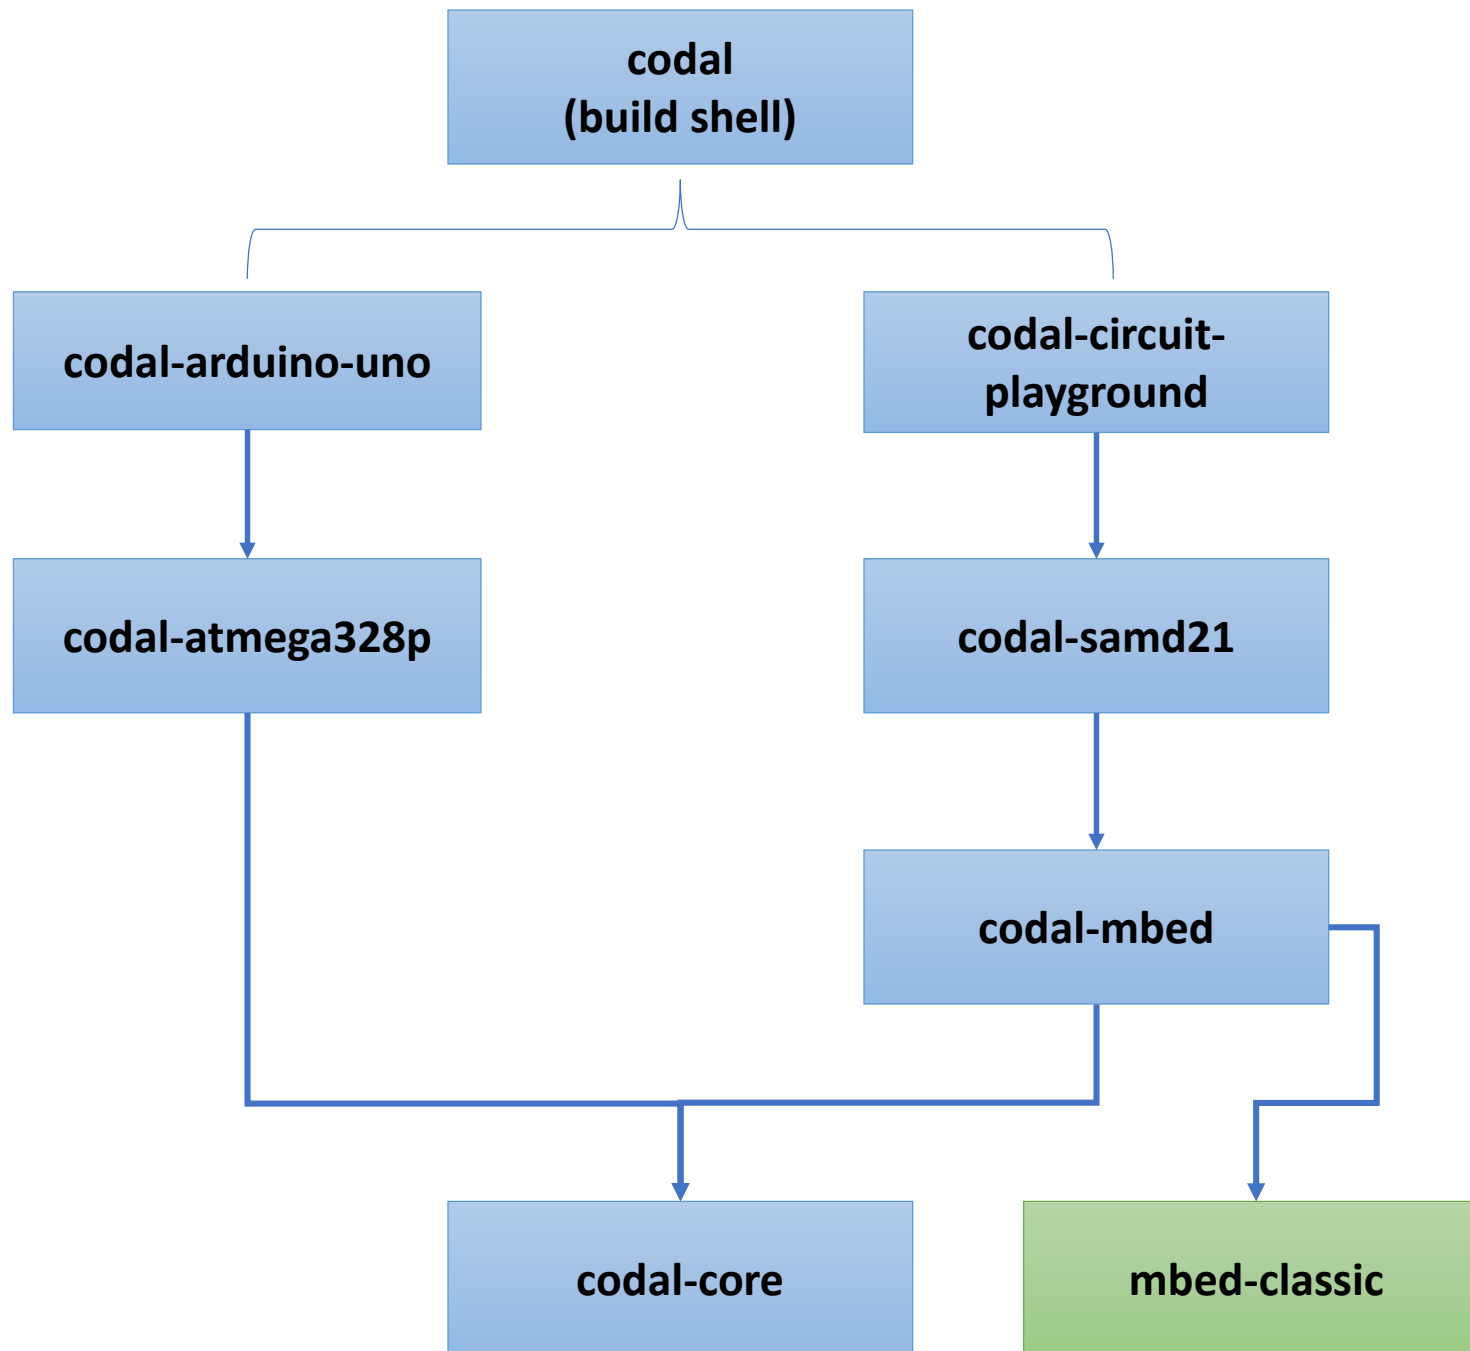 codal
(build shell)
codal-arduino-uno
codal-circuit-
playground
codal-atmega328p
codal-samd21
codal-mbed
codal-core
mbed-classic